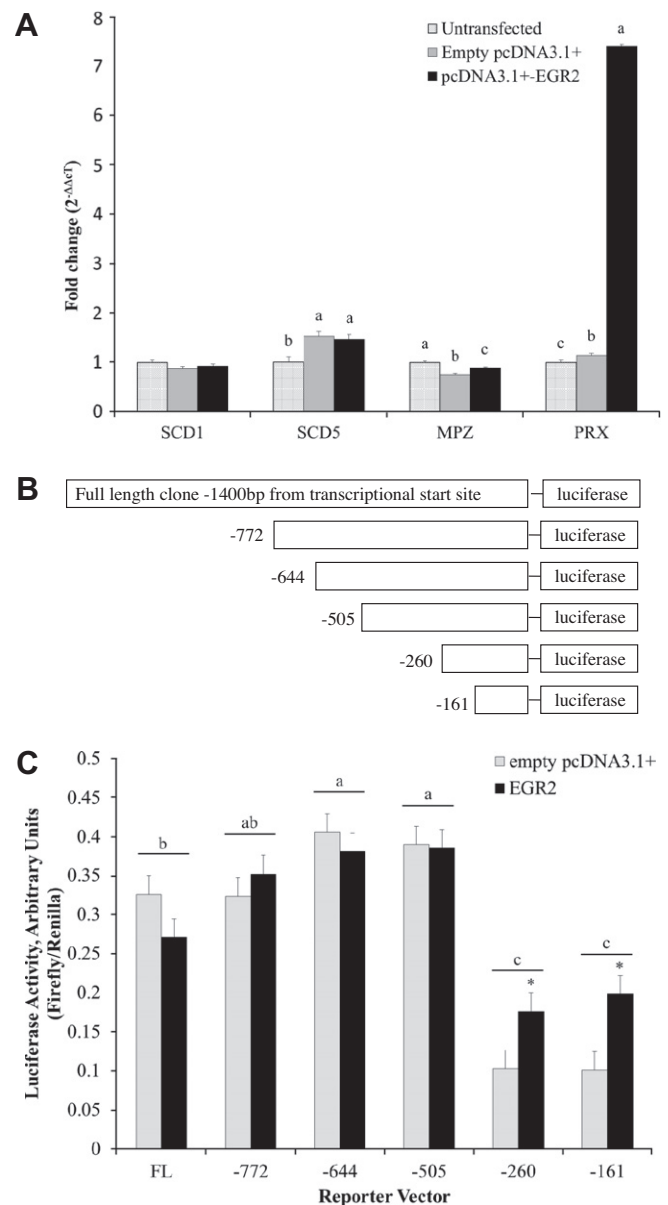 A
Fold change (2-ΔΔcT)
8
7
6
5
4
3
2
1
0
Untransfected
Empty pcDNA3.1+
pcDNA3.1+-EGR2
a
b a a
a b c
c b
SCD1 SCD5 MPZ PRX
B
Full length clone -1400bp from transcriptional start site luciferase
-772 luciferase
-644 luciferase
-505 luciferase
-260 luciferase
-161 luciferase
C
Luciferase Activity, Arbitrary Units
(Firefly/Renilla)
0.5
0.45
0.4
0.35
0.3
0.25
0.2
0.15
0.1
0.05
0
empty pcDNA3.1+
EGR2
b ab a a c c
* *
FL -772 -644 -505 -260 -161
Reporter Vector